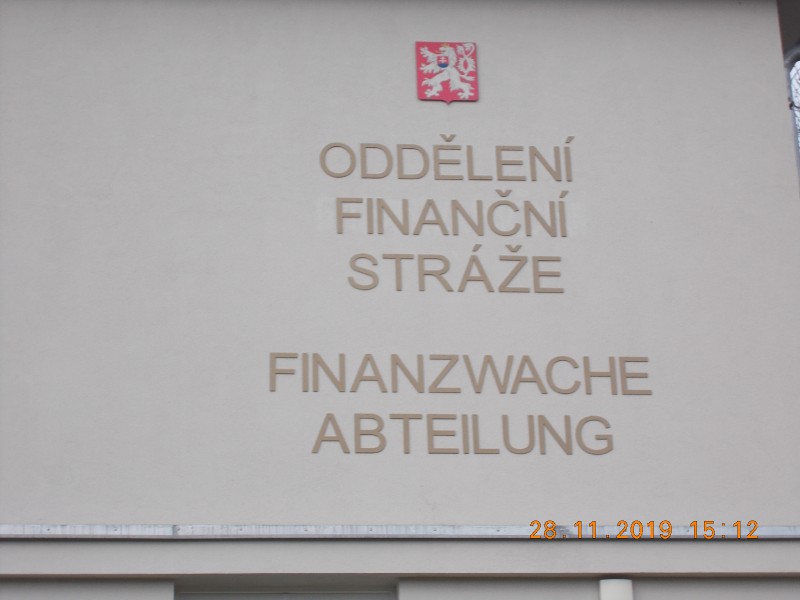 ODDĚLENÍ
FINANČNÍ
STRÁŽE
FINANZWACHE
ABTEILUNG
28.11.2019 15:12